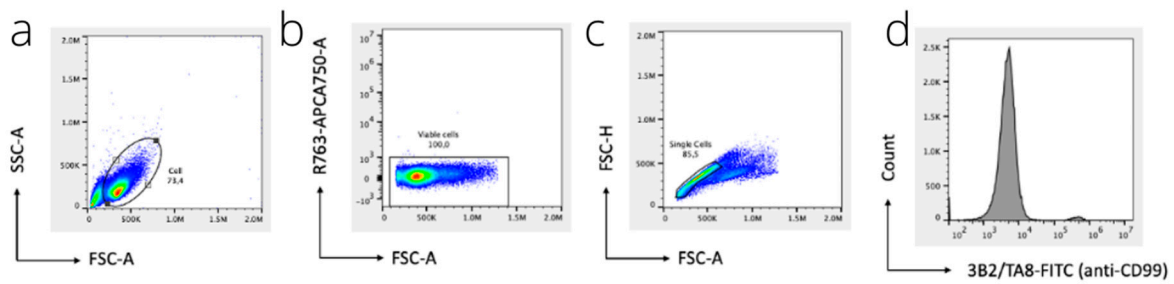 a
SSC-A
2.0M
1.5M
1.0M
500K
0
Cell
73,4
0 500K 1.0M 1.5M 2.0M
FSC-A
b
R763-APCA750-A
10^7
10^6
10^5
10^4
10^3
0
-10^3
Viable cells
100,0
0 500K 1.0M 1.5M 2.0M
FSC-A
c
FSC-H
2.0M
1.5M
1.0M
500K
0
Single Cells
85,5
0 500K 1.0M 1.5M 2.0M
FSC-A
d
Count
2.5K
2.0K
1.5K
1.0K
500
0
10^2 10^3 10^4 10^5 10^6 10^7
3B2/TA8-FITC (anti-CD99)